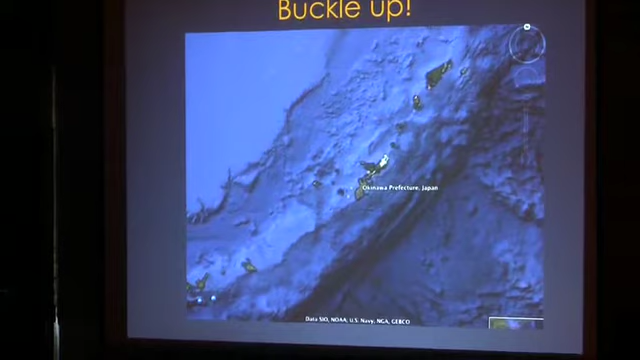 Buckle up!
Okinawa Prefecture, Japan
Data SIO, NOAA, U.S. Navy, NGA, GEBCO